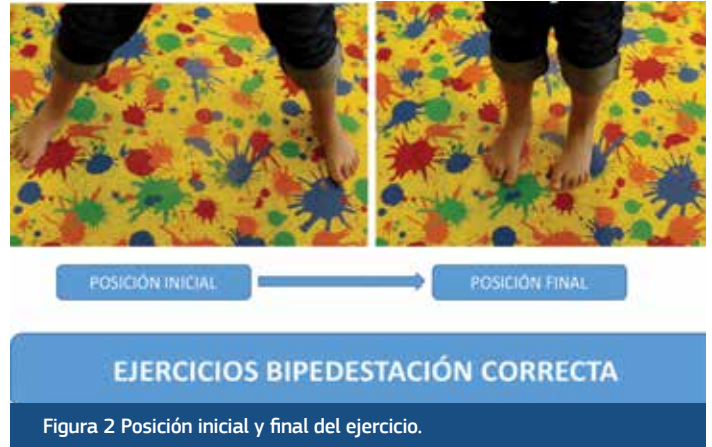 POSICIÓN INICIAL
POSICIÓN FINAL
EJERCICIOS BIPEDESTACIÓN CORRECTA
Figura 2 Posición inicial y final del ejercicio.